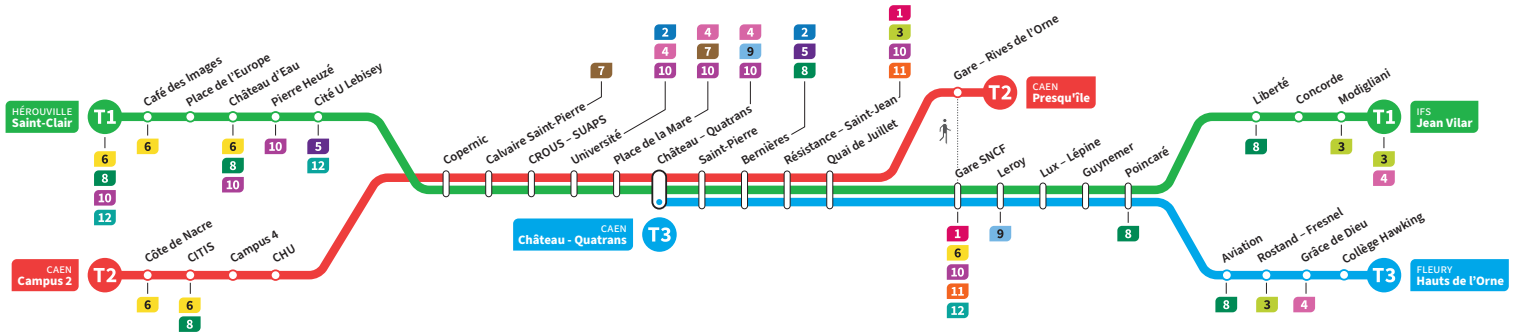 HÉROUVILLE
Saint-Clair
T1
6
8
10
12
Café des Images
6
Place de l'Europe
Château d'Eau
6
8
10
Pierre Heuzé
10
Cité U Lebisey
5
12
CAEN
Campus 2
T2
Côte de Nacre
6
CITIS
6
8
Campus 4
CHU
Copernic
Calvaire Saint-Pierre
7
CROUS – SUAPS
Université
2
4
10
Place de la Mare
4
7
10
Château – Quatrans
4
9
10
CAEN
Château - Quatrans
T3
Saint-Pierre
Bernières
2
5
8
Résistance – Saint-Jean
1
3
10
11
Quai de Juillet
Gare – Rives de l'Orne
T2
CAEN
Presqu'île
Gare SNCF
1
6
10
11
12
Leroy
9
Lux – Lépine
Guynemer
Poincaré
8
Liberté
8
Concorde
Modigliani
3
T1
3
4
IFS
Jean Vilar
Aviation
8
Rostand – Fresnel
3
Grâce de Dieu
4
Collège Hawking
T3
FLEURY
Hauts de l'Orne